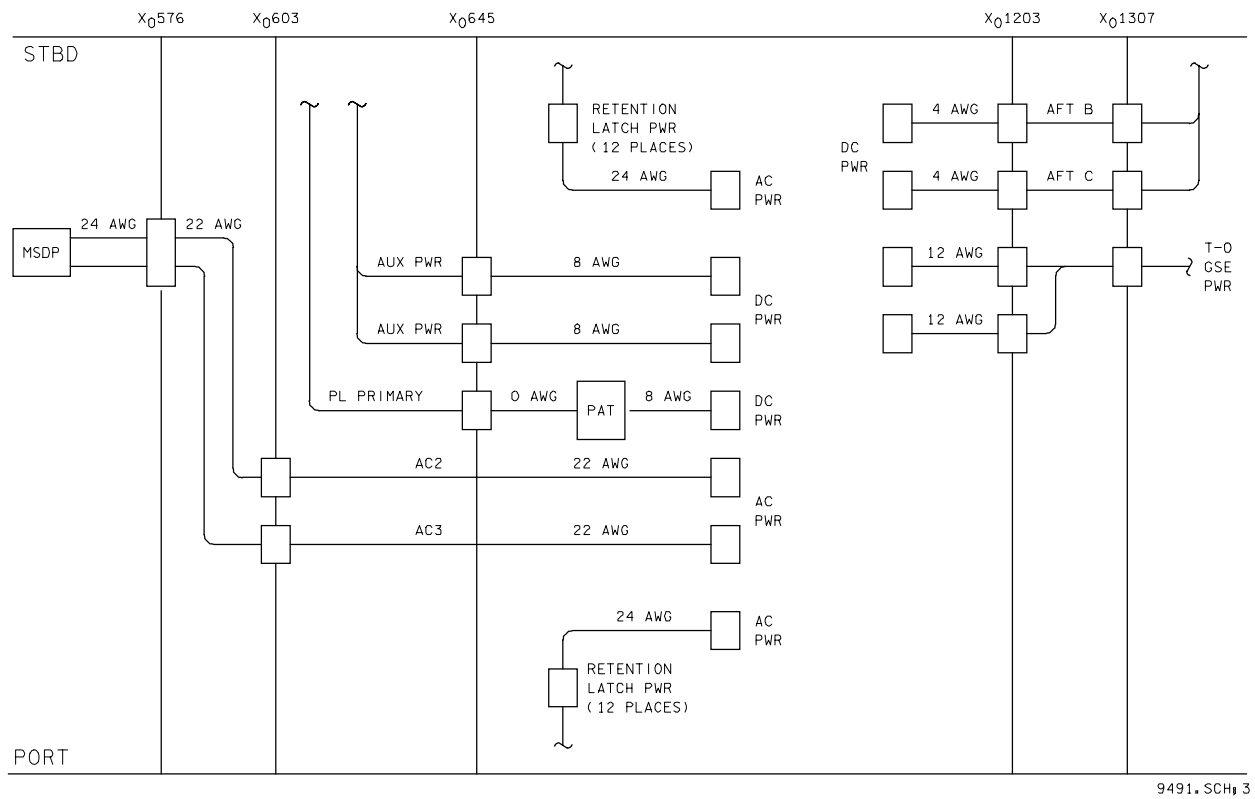 X0576
X0603
X0645
X01203
X01307
STBD
RETENTION
LATCH PWR
(12 PLACES)
24 AWG
AC
PWR
4 AWG
AFT B
DC
PWR
4 AWG
AFT C
24 AWG
22 AWG
MSDP
AUX PWR
8 AWG
DC
PWR
AUX PWR
8 AWG
12 AWG
T-0
GSE
PWR
12 AWG
PL PRIMARY
0 AWG
PAT
8 AWG
DC
PWR
AC2
22 AWG
AC
PWR
AC3
22 AWG
24 AWG
AC
PWR
RETENTION
LATCH PWR
(12 PLACES)
PORT
9491.SCH;3